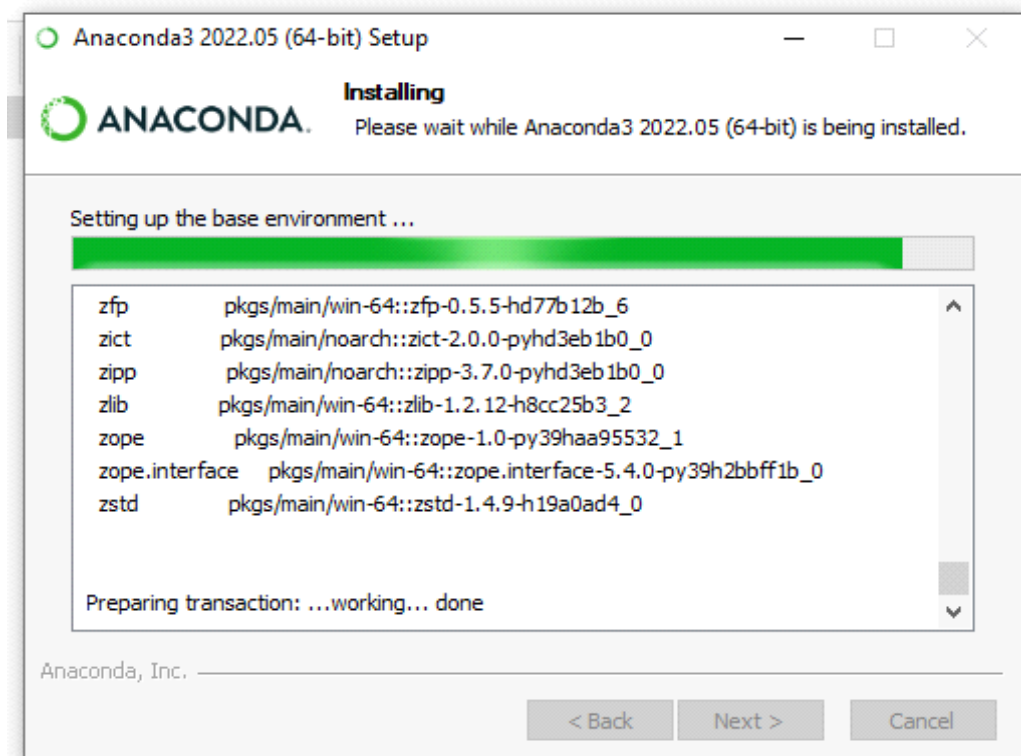 Anaconda3 2022.05 (64-bit) Setup
ANACONDA.
Installing
Please wait while Anaconda3 2022.05 (64-bit) is being installed.
Setting up the base environment ...
zfp pkgs/main/win-64::zfp-0.5.5-hd77b12b_6
zict pkgs/main/noarch::zict-2.0.0-pyhd3eb1b0_0
zipp pkgs/main/noarch::zipp-3.7.0-pyhd3eb1b0_0
zlib pkgs/main/win-64::zlib-1.2.12-h8cc25b3_2
zope pkgs/main/win-64::zope-1.0-py39haa95532_1
zope.interface pkgs/main/win-64::zope.interface-5.4.0-py39h2bbff1b_0
zstd pkgs/main/win-64::zstd-1.4.9-h19a0ad4_0
Preparing transaction: ...working... done
Anaconda, Inc.
< Back Next > Cancel